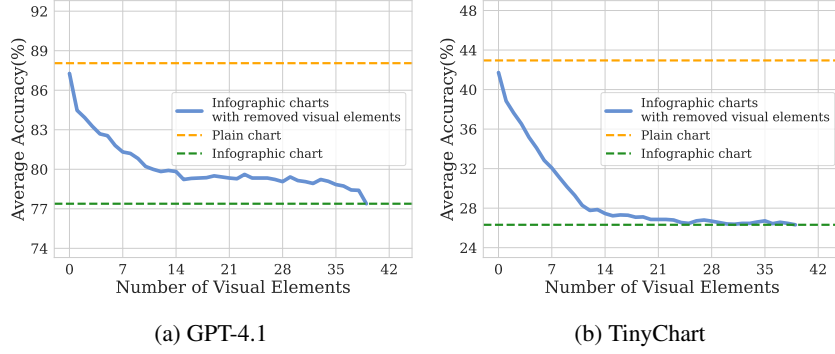 92
89
86
83
80
77
74
Average Accuracy(%)
Infographic charts
with removed visual elements
Plain chart
Infographic chart
0 7 14 21 28 35 42
Number of Visual Elements
(a) GPT-4.1
48
44
40
36
32
28
24
Average Accuracy(%)
Infographic charts
with removed visual elements
Plain chart
Infographic chart
0 7 14 21 28 35 42
Number of Visual Elements
(b) TinyChart